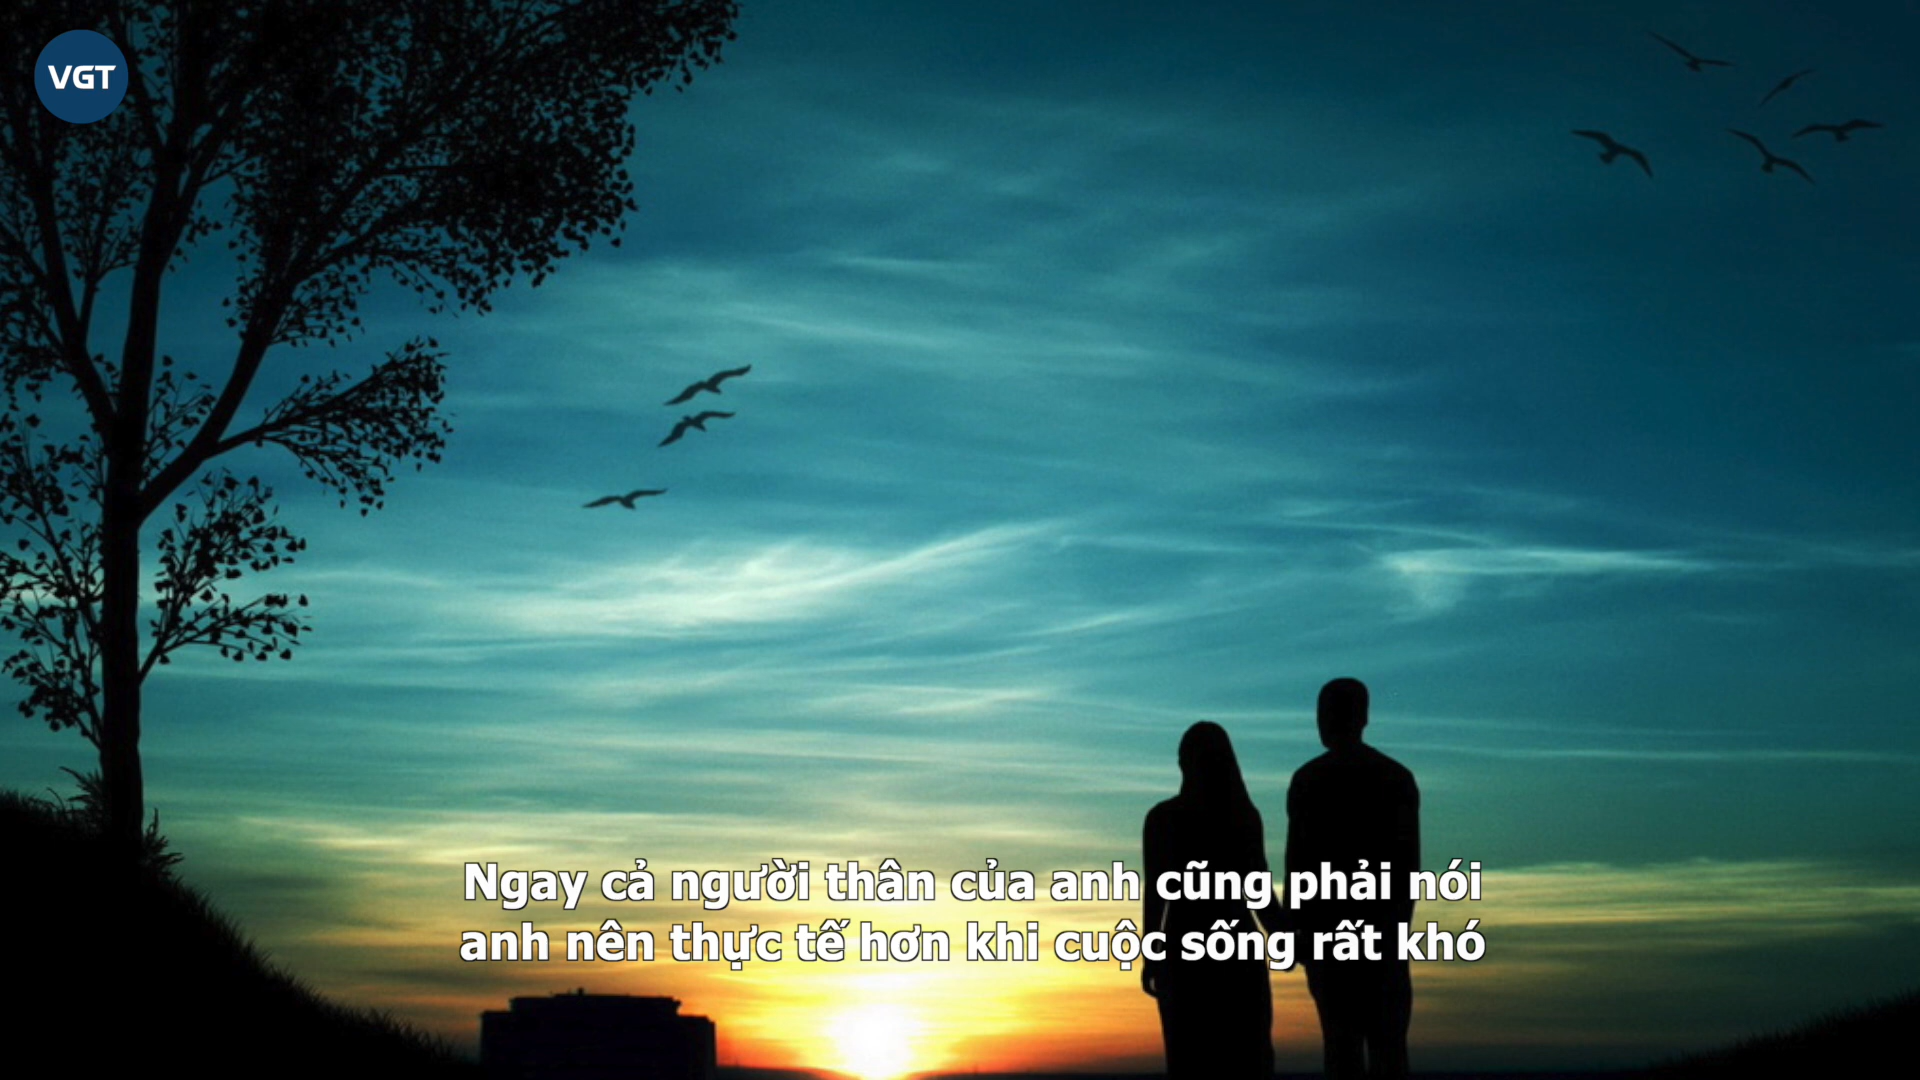 VGT
Ngay cả người thân của anh cũng phải nói
anh nên thực tế hơn khi cuộc sống rất khó